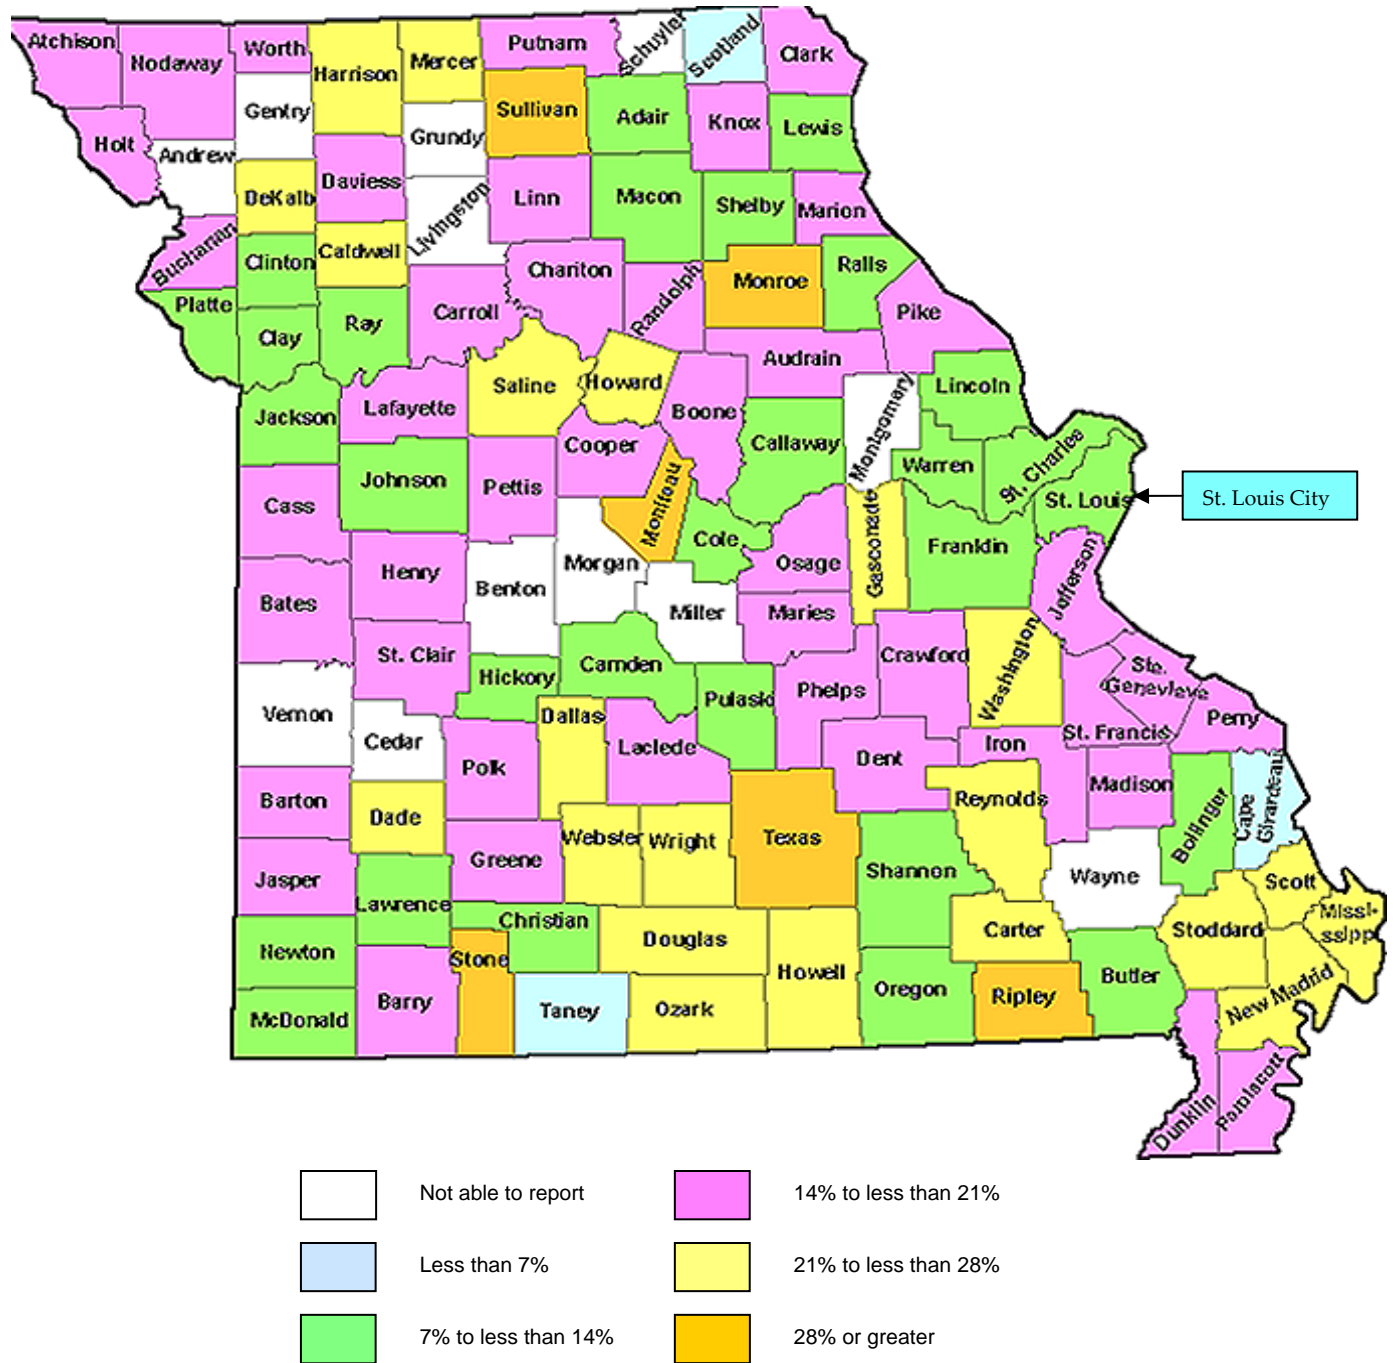 Atchison
Nodaway
Worth
Harrison
Mercer
Putnam
Schuyler
Scotland
Clark
Gentry
Sullivan
Adair
Knox
Lewis
Holt
Andrew
Grundy
DeKalb
Daviess
Livingston
Linn
Macon
Shelby
Marion
Buchanan
Clinton
Caldwell
Chariton
Randolph
Monroe
Ralls
Platte
Clay
Ray
Carroll
Pike
Audrain
Jackson
Lafayette
Saline
Howard
Boone
Montgomary
Lincoln
Cooper
Callaway
Warren
St. Charlee
St. Louis
St. Louis City
Johnson
Pettis
Monitoau
Cass
Cole
Osage
Gasconade
Franklin
Jefferson
Henry
Benton
Morgan
Miller
Maries
Bates
St. Clair
Hickory
Camden
Pulaski
Phelps
Crawford
Washington
Ste.
Genevieve
Perry
St. Francis
Vernon
Cedar
Polk
Dallas
Laclede
Dent
Iron
Madison
Bollinger
Cape
Girardeau
Barton
Dade
Greene
Webster
Wright
Texas
Shannon
Reynolds
Wayne
Scott
Missi-
ssipp
Jasper
Lawrence
Christian
Stone
Douglas
Howell
Carter
Stoddard
New Madrid
Newton
McDonald
Barry
Taney
Ozark
Oregon
Ripley
Butler
Dunklin
Pamiscott
Not able to report
14% to less than 21%
Less than 7%
21% to less than 28%
7% to less than 14%
28% or greater